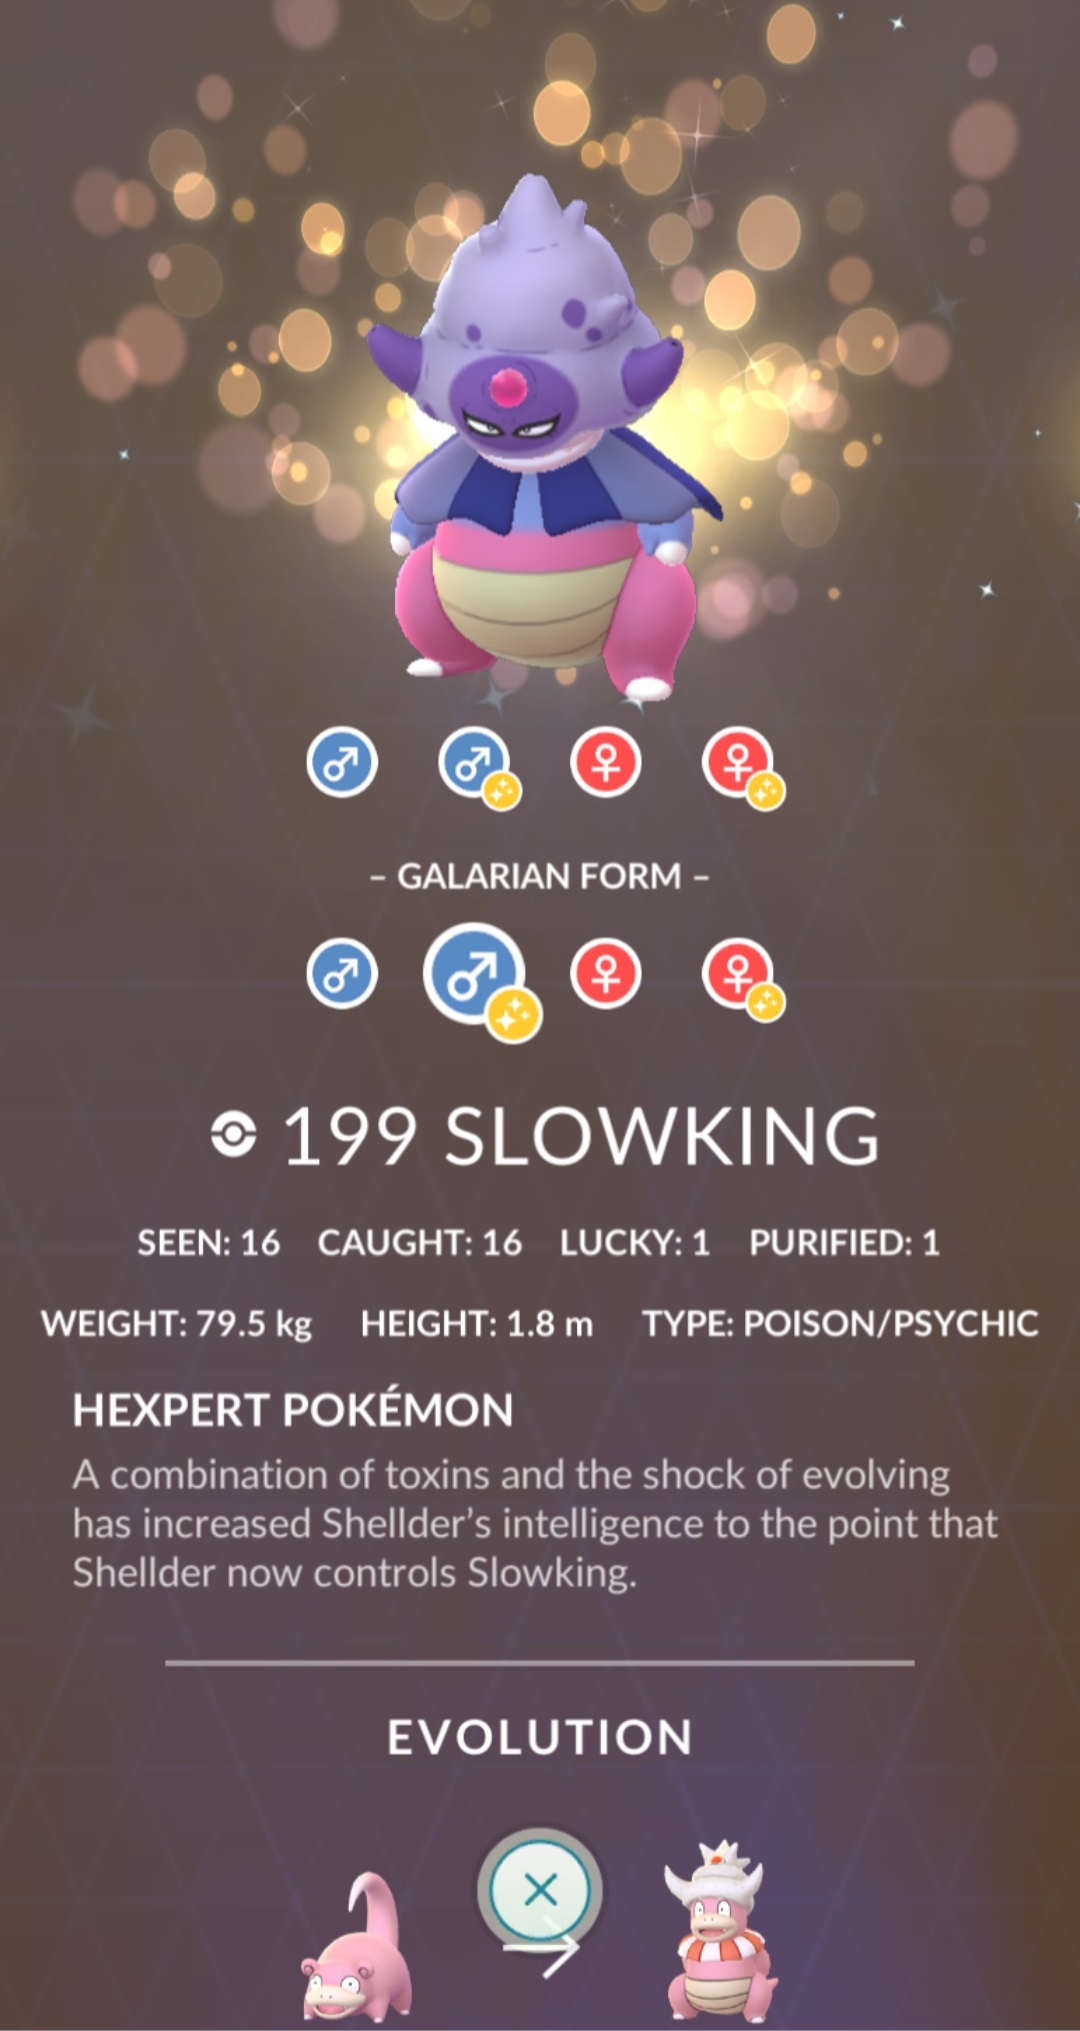 – GALARIAN FORM –
199 SLOWKING
SEEN: 16 CAUGHT: 16 LUCKY: 1 PURIFIED: 1
WEIGHT: 79.5 kg HEIGHT: 1.8 m TYPE: POISON/PSYCHIC
HEXPERT POKÉMON
A combination of toxins and the shock of evolving
has increased Shellder’s intelligence to the point that
Shellder now controls Slowking.
EVOLUTION